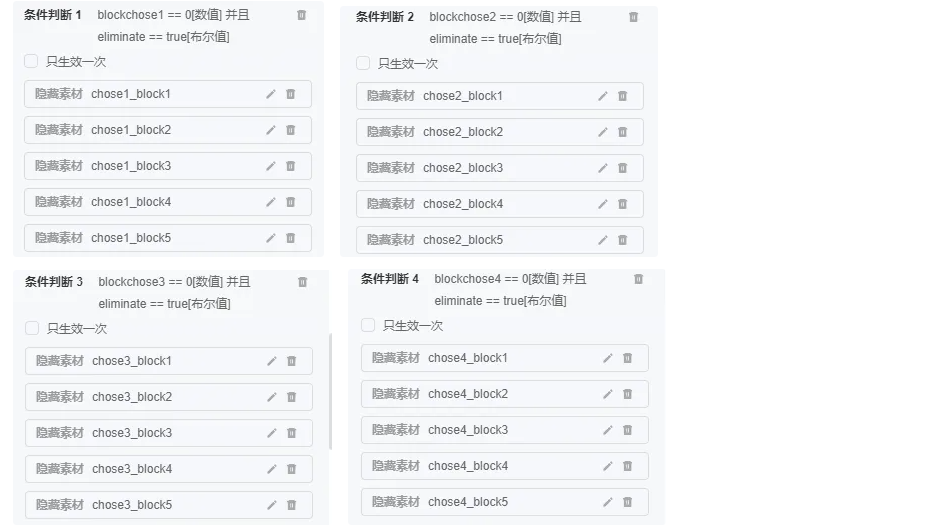 条件判断 1 blockchose1 == 0[数值] 并且
eliminate == true[布尔值]
只生效一次
隐藏素材 chose1_block1
隐藏素材 chose1_block2
隐藏素材 chose1_block3
隐藏素材 chose1_block4
隐藏素材 chose1_block5
条件判断 2 blockchose2 == 0[数值] 并且
eliminate == true[布尔值]
只生效一次
隐藏素材 chose2_block1
隐藏素材 chose2_block2
隐藏素材 chose2_block3
隐藏素材 chose2_block4
隐藏素材 chose2_block5
条件判断 3 blockchose3 == 0[数值] 并且
eliminate == true[布尔值]
只生效一次
隐藏素材 chose3_block1
隐藏素材 chose3_block2
隐藏素材 chose3_block3
隐藏素材 chose3_block4
隐藏素材 chose3_block5
条件判断 4 blockchose4 == 0[数值] 并且
eliminate == true[布尔值]
只生效一次
隐藏素材 chose4_block1
隐藏素材 chose4_block2
隐藏素材 chose4_block3
隐藏素材 chose4_block4
隐藏素材 chose4_block5